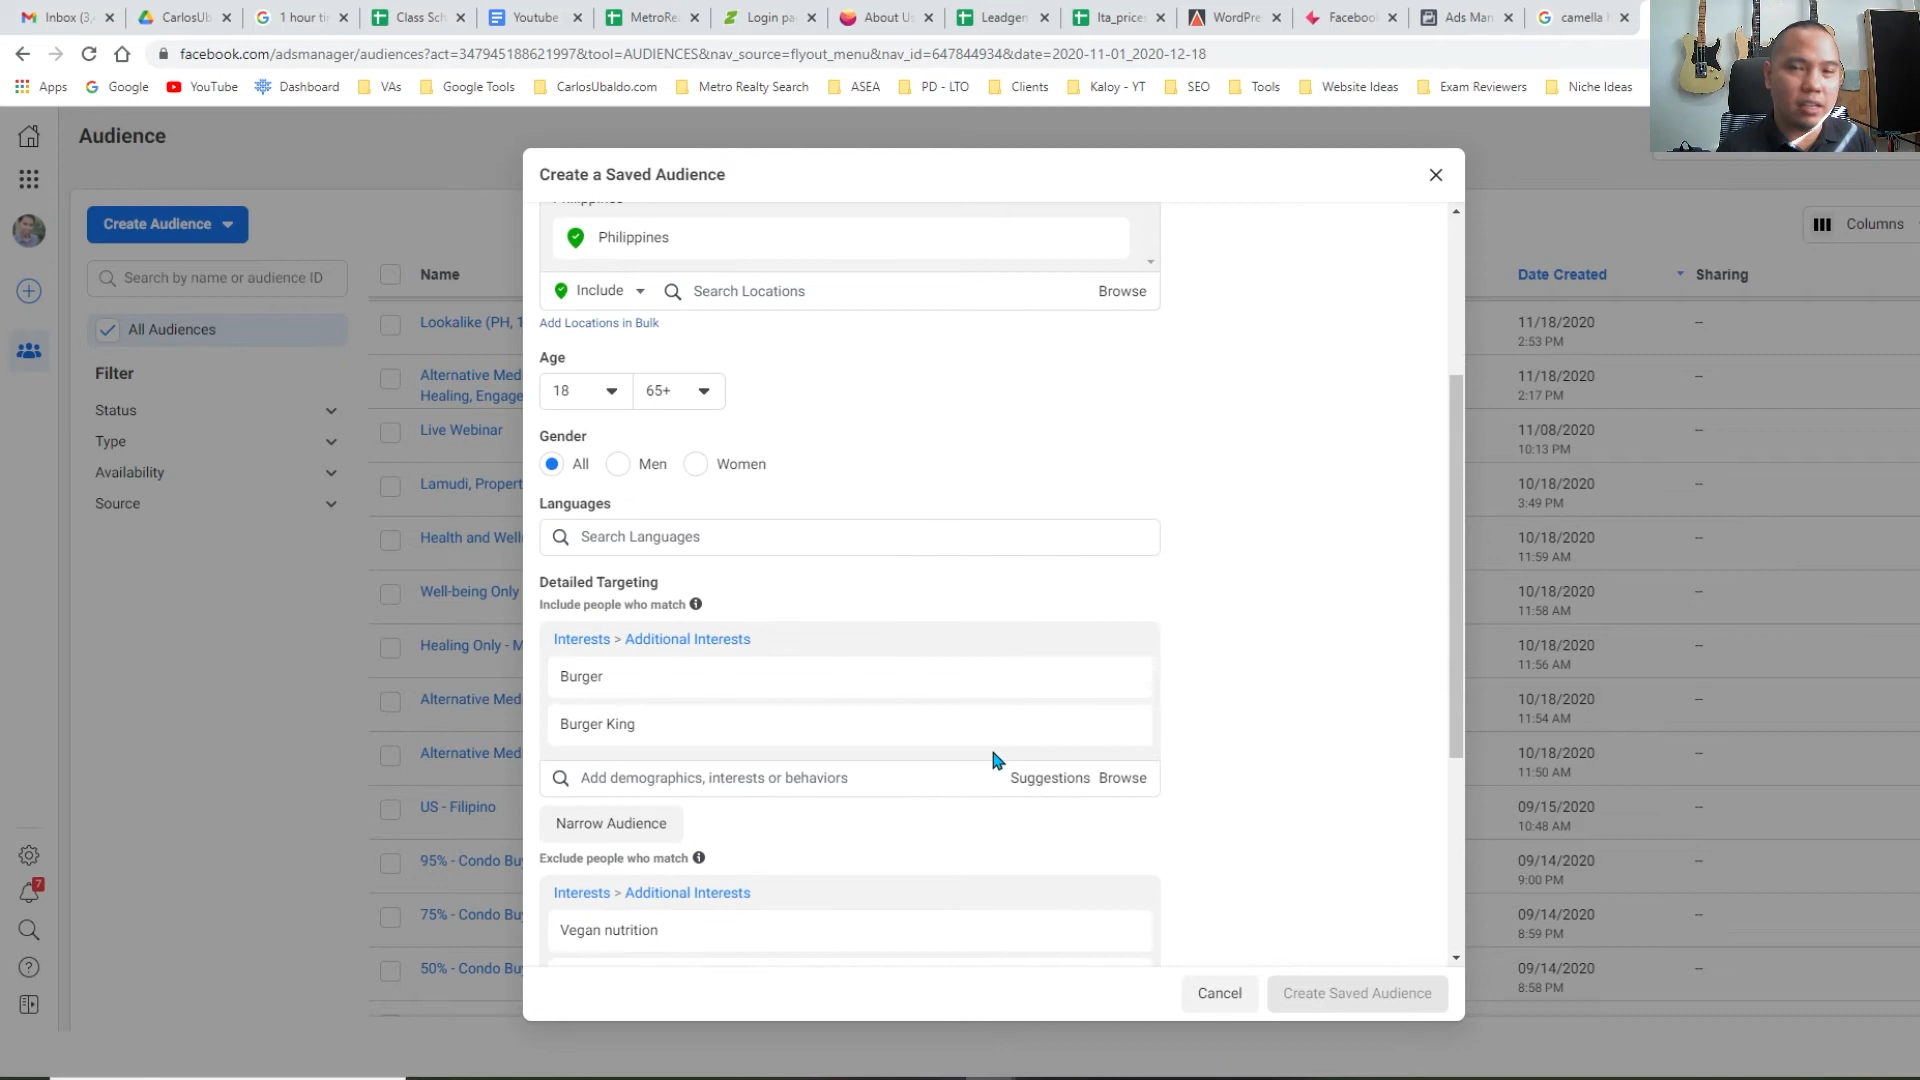 Inbox (3,
CarlosUb
1 hour ti
Class Sch
Youtube
MetroRe
Login pa
About Us
Leadgen
lta_price
WordPre
Faceboo
Ads Man
camella
facebook.com/adsmanager/audiences?act=347945188621997&tool=AUDIENCES&nav_source=flyout_menu&nav_id=647844934&date=2020-11-01_2020-12-18
Apps
Google
YouTube
Dashboard
VAs
Google Tools
CarlosUbaldo.com
Metro Realty Search
ASEA
PD - LTO
Clients
Kaloy - YT
SEO
Tools
Website Ideas
Exam Reviewers
Niche Ideas
Audience
Create Audience
Search by name or audience ID
All Audiences
Filter
Status
Type
Availability
Source
7
Name
Lookalike (PH, 1
Alternative Med
Healing, Engage
Live Webinar
Lamudi, Propert
Health and Well
Well-being Only
Healing Only - M
Alternative Med
Alternative Med
US - Filipino
95% - Condo Bu
75% - Condo Bu
50% - Condo Bu
Create a Saved Audience
Philippines
Philippines
Include
Search Locations
Browse
Add Locations in Bulk
Age
18
65+
Gender
All
Men
Women
Languages
Search Languages
Detailed Targeting
Include people who match
Interests > Additional Interests
Burger
Burger King
Add demographics, interests or behaviors
Suggestions
Browse
Narrow Audience
Exclude people who match
Interests > Additional Interests
Vegan nutrition
Cancel
Create Saved Audience
Columns
Date Created
Sharing
11/18/2020
2:53 PM
--
11/18/2020
2:17 PM
--
11/08/2020
10:13 PM
--
10/18/2020
3:49 PM
--
10/18/2020
11:59 AM
--
10/18/2020
11:58 AM
--
10/18/2020
11:56 AM
--
10/18/2020
11:54 AM
--
10/18/2020
11:50 AM
--
09/15/2020
10:48 AM
--
09/14/2020
9:00 PM
--
09/14/2020
8:59 PM
--
09/14/2020
8:58 PM
--